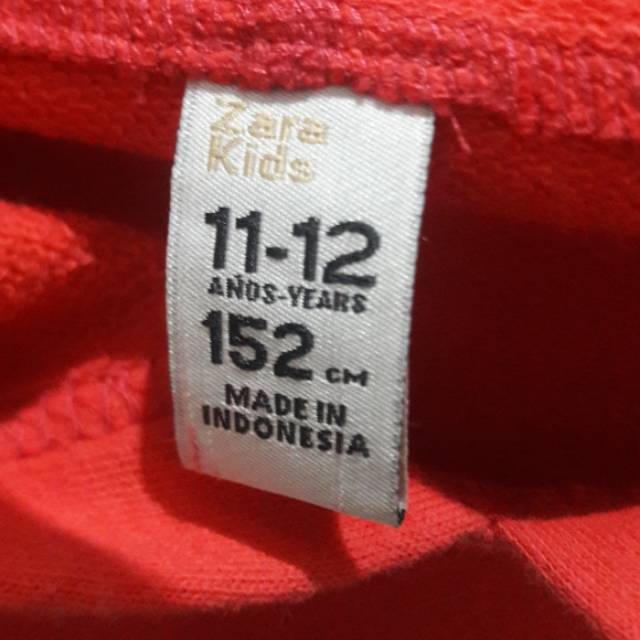 Zara
Kids
11-12
AÑOS-YEARS
152 CM
MADE IN
INDONESIA